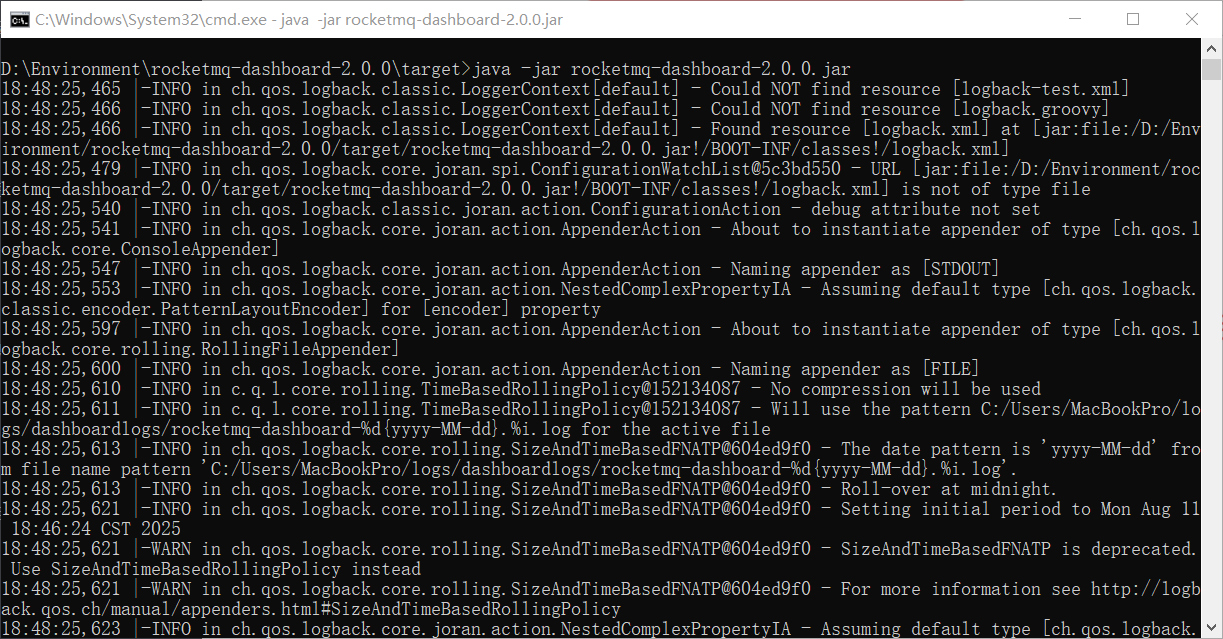 C:\Windows\System32\cmd.exe - java  -jar rocketmq-dashboard-2.0.0.jar
D:\Environment\rocketmq-dashboard-2.0.0\target>java -jar rocketmq-dashboard-2.0.0.jar
18:48:25,465 |-INFO in ch.qos.logback.classic.LoggerContext[default] - Could NOT find resource [logback-test.xml]
18:48:25,466 |-INFO in ch.qos.logback.classic.LoggerContext[default] - Could NOT find resource [logback.groovy]
18:48:25,466 |-INFO in ch.qos.logback.classic.LoggerContext[default] - Found resource [logback.xml] at [jar:file:/D:/Env
ironment/rocketmq-dashboard-2.0.0/target/rocketmq-dashboard-2.0.0.jar!/BOOT-INF/classes!/logback.xml]
18:48:25,479 |-INFO in ch.qos.logback.core.joran.spi.ConfigurationWatchList@5c3bd550 - URL [jar:file:/D:/Environment/roc
ketmq-dashboard-2.0.0/target/rocketmq-dashboard-2.0.0.jar!/BOOT-INF/classes!/logback.xml] is not of type file
18:48:25,540 |-INFO in ch.qos.logback.classic.joran.action.ConfigurationAction - debug attribute not set
18:48:25,541 |-INFO in ch.qos.logback.core.joran.action.AppenderAction - About to instantiate appender of type [ch.qos.l
ogback.core.ConsoleAppender]
18:48:25,547 |-INFO in ch.qos.logback.core.joran.action.AppenderAction - Naming appender as [STDOUT]
18:48:25,553 |-INFO in ch.qos.logback.core.joran.action.NestedComplexPropertyIA - Assuming default type [ch.qos.logback.
classic.encoder.PatternLayoutEncoder] for [encoder] property
18:48:25,597 |-INFO in ch.qos.logback.core.joran.action.AppenderAction - About to instantiate appender of type [ch.qos.l
ogback.core.rolling.RollingFileAppender]
18:48:25,600 |-INFO in ch.qos.logback.core.joran.action.AppenderAction - Naming appender as [FILE]
18:48:25,610 |-INFO in c.q.l.core.rolling.TimeBasedRollingPolicy@152134087 - No compression will be used
18:48:25,611 |-INFO in c.q.l.core.rolling.TimeBasedRollingPolicy@152134087 - Will use the pattern C:/Users/MacBookPro/lo
gs/dashboardlogs/rocketmq-dashboard-%d{yyyy-MM-dd}.%i.log for the active file
18:48:25,613 |-INFO in ch.qos.logback.core.rolling.SizeAndTimeBasedFNATP@604ed9f0 - The date pattern is 'yyyy-MM-dd' fro
m file name pattern 'C:/Users/MacBookPro/logs/dashboardlogs/rocketmq-dashboard-%d{yyyy-MM-dd}.%i.log'.
18:48:25,613 |-INFO in ch.qos.logback.core.rolling.SizeAndTimeBasedFNATP@604ed9f0 - Roll-over at midnight.
18:48:25,621 |-INFO in ch.qos.logback.core.rolling.SizeAndTimeBasedFNATP@604ed9f0 - Setting initial period to Mon Aug 11
 18:46:24 CST 2025
18:48:25,621 |-WARN in ch.qos.logback.core.rolling.SizeAndTimeBasedFNATP@604ed9f0 - SizeAndTimeBasedFNATP is deprecated.
 Use SizeAndTimeBasedRollingPolicy instead
18:48:25,621 |-WARN in ch.qos.logback.core.rolling.SizeAndTimeBasedFNATP@604ed9f0 - For more information see http://logb
ack.qos.ch/manual/appenders.html#SizeAndTimeBasedRollingPolicy
18:48:25,623 |-INFO in ch.qos.logback.core.joran.action.NestedComplexPropertyIA - Assuming default type [ch.qos.logback.